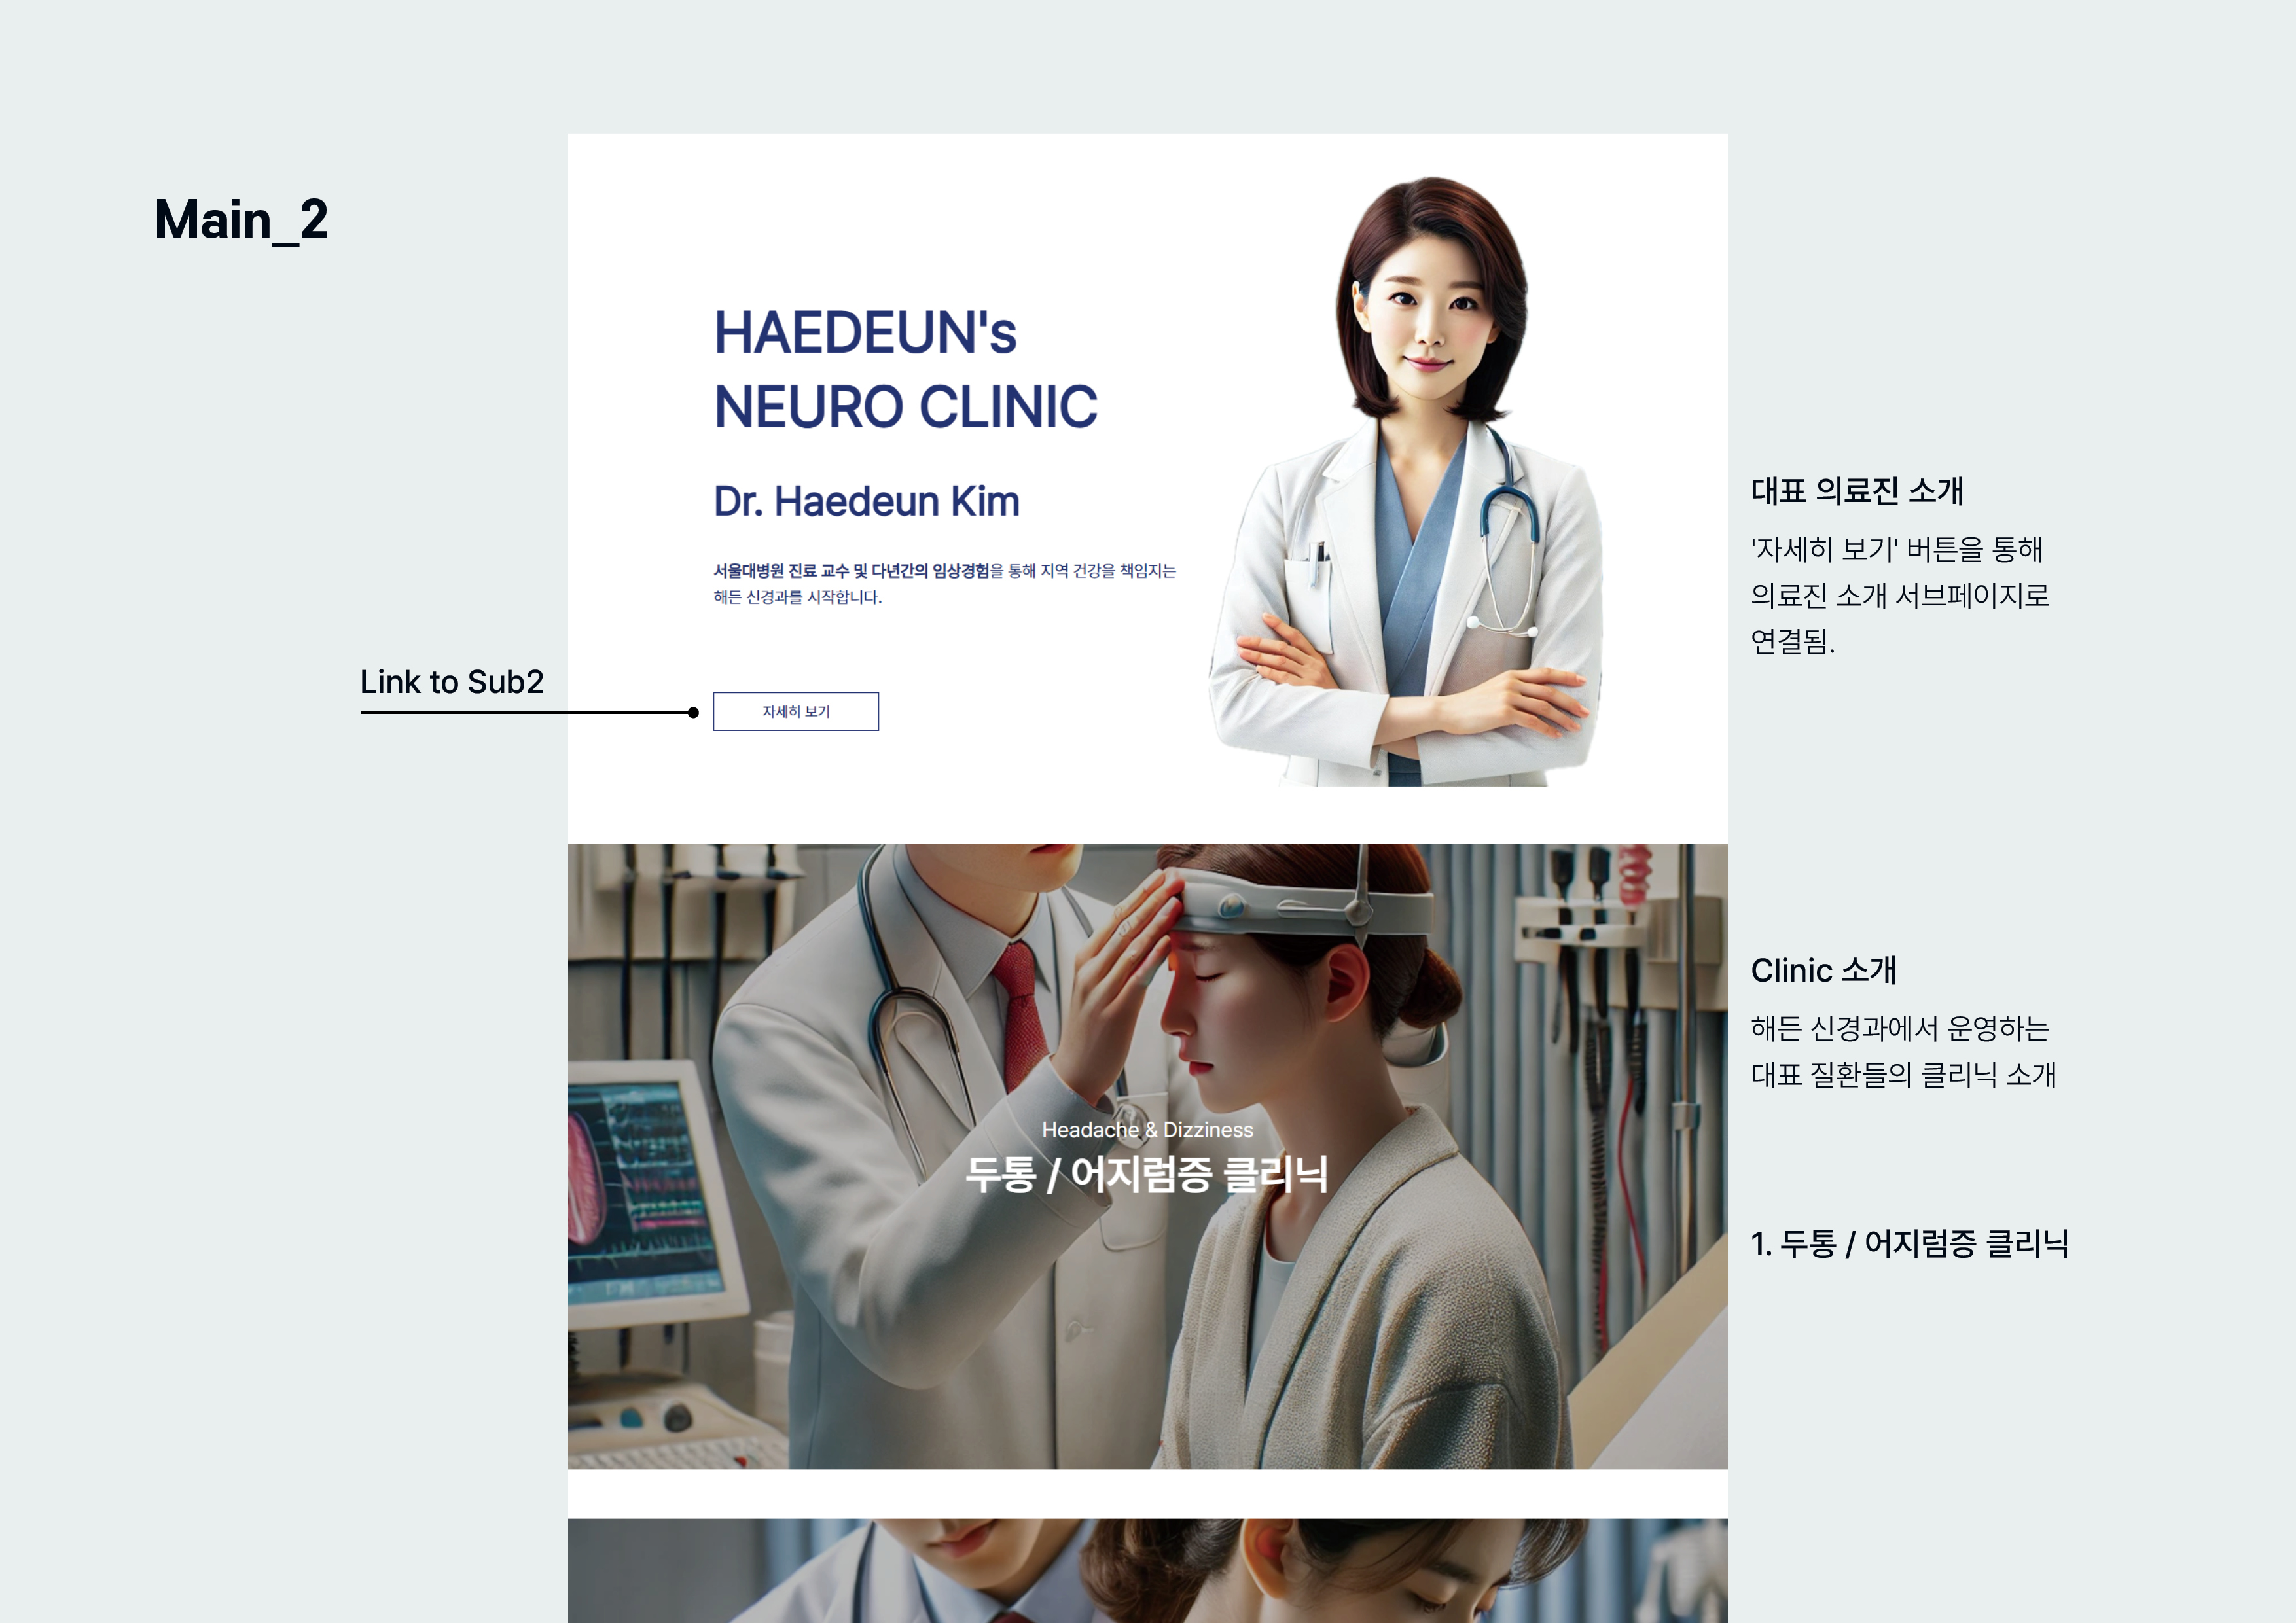 Main_2
HAEDEUN's
NEURO CLINIC
Dr. Haedeun Kim
서울대병원 진료 교수 및 다년간의 임상경험을 통해 지역 건강을 책임지는
해든 신경과를 시작합니다.
Link to Sub2
자세히 보기
대표 의료진 소개
'자세히 보기' 버튼을 통해
의료진 소개 서브페이지로
연결됨.
Headache & Dizziness
두통 / 어지럼증 클리닉
Clinic 소개
해든 신경과에서 운영하는
대표 질환들의 클리닉 소개
1. 두통 / 어지럼증 클리닉